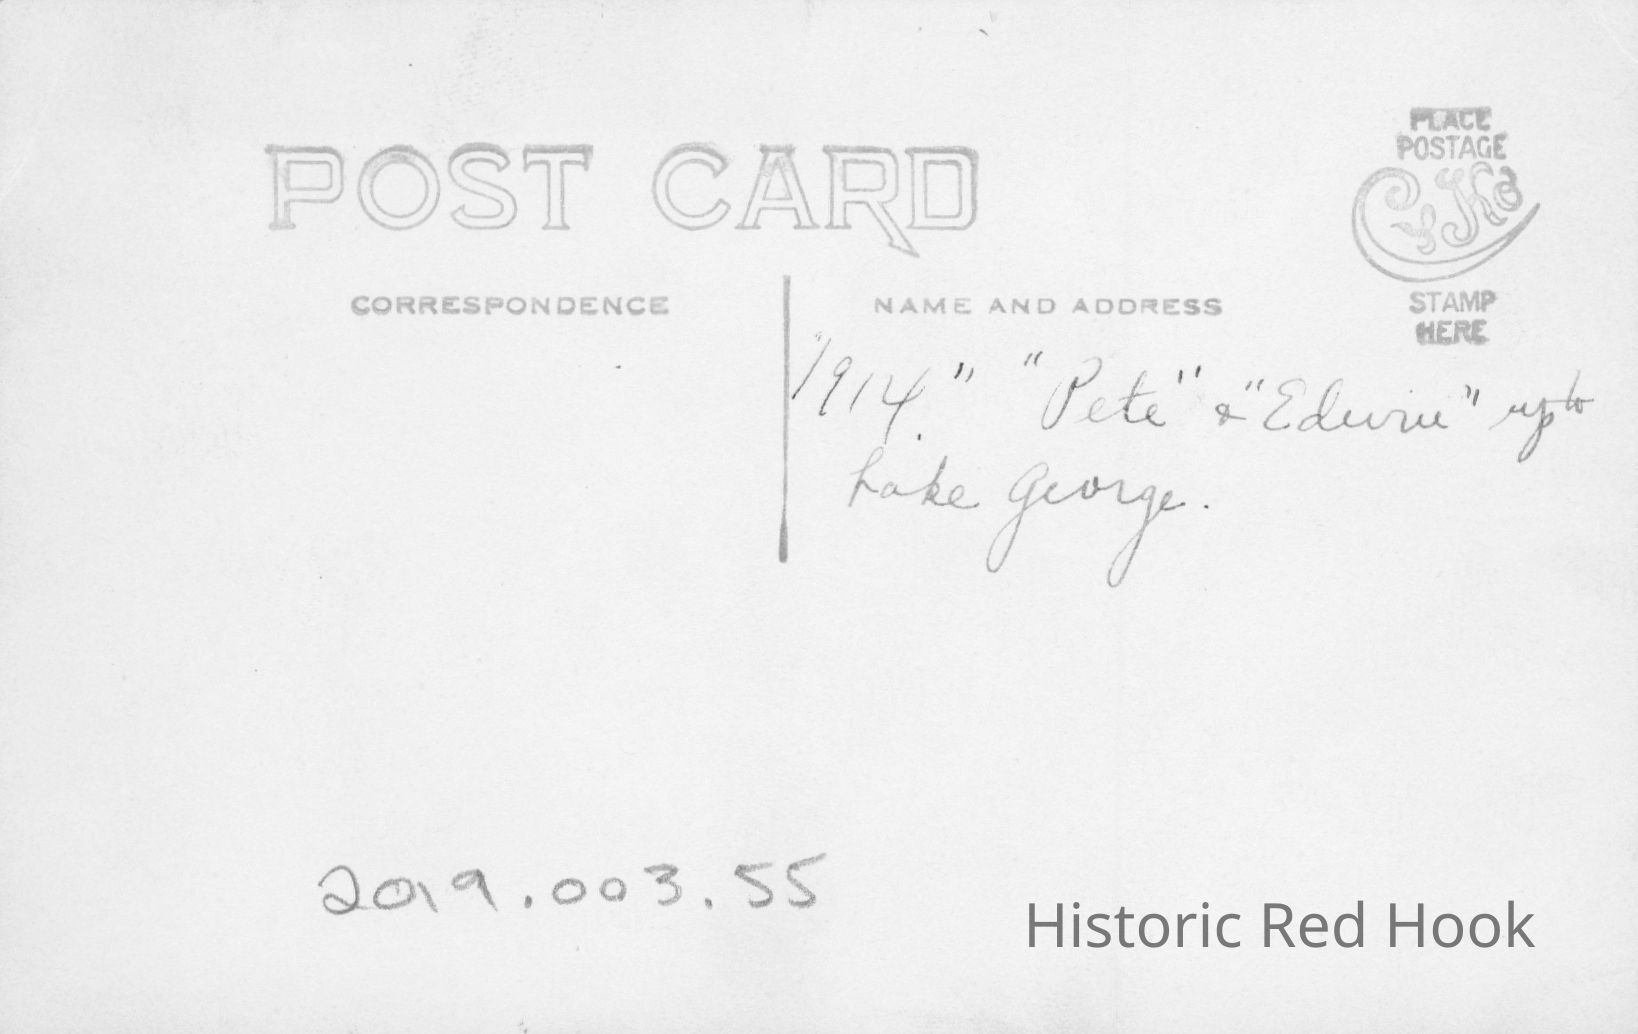 POST CARD
CORRESPONDENCE
NAME AND ADDRESS
PLACE
POSTAGE
CyKo
STAMP
HERE
"1914." "Pete" & "Edwin" up to
Lake George.
2019.003.55
Historic Red Hook